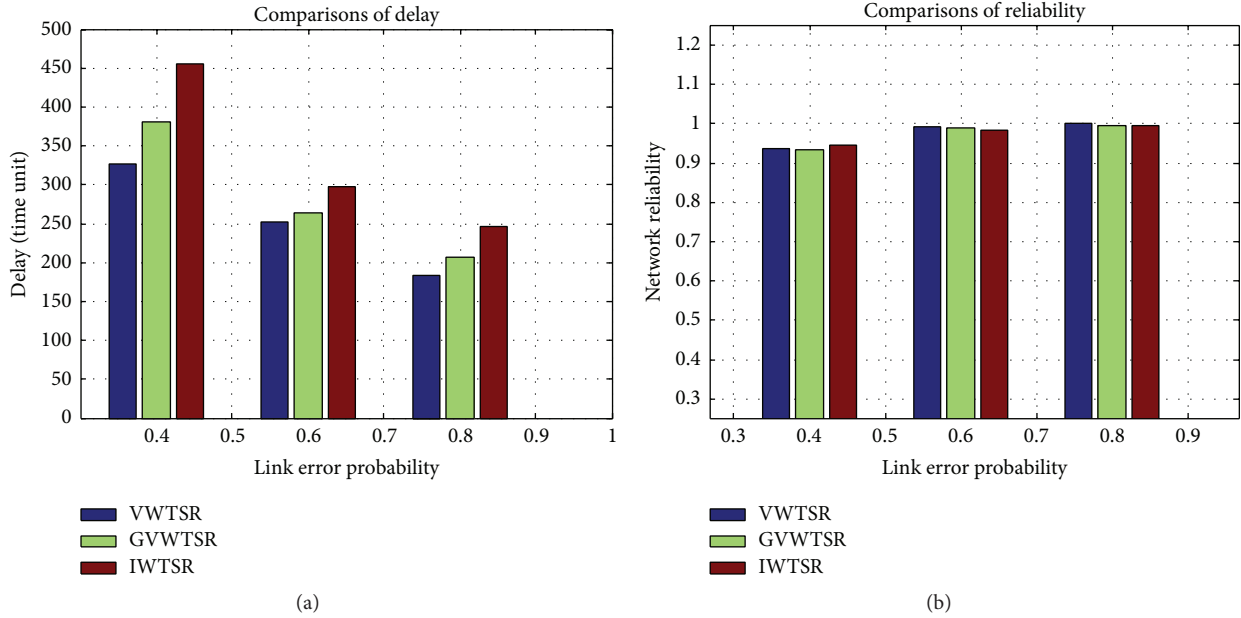 Comparisons of delay
500
450
400
350
300
250
200
150
100
50
0
Delay (time unit)
0.4 0.5 0.6 0.7 0.8 0.9 1
Link error probability
VWTSR
GVWTSR
IWTSR
(a)
Comparisons of reliability
1.2
1.1
1
0.9
0.8
0.7
0.6
0.5
0.4
0.3
Network reliability
0.3 0.4 0.5 0.6 0.7 0.8 0.9
Link error probability
VWTSR
GVWTSR
IWTSR
(b)